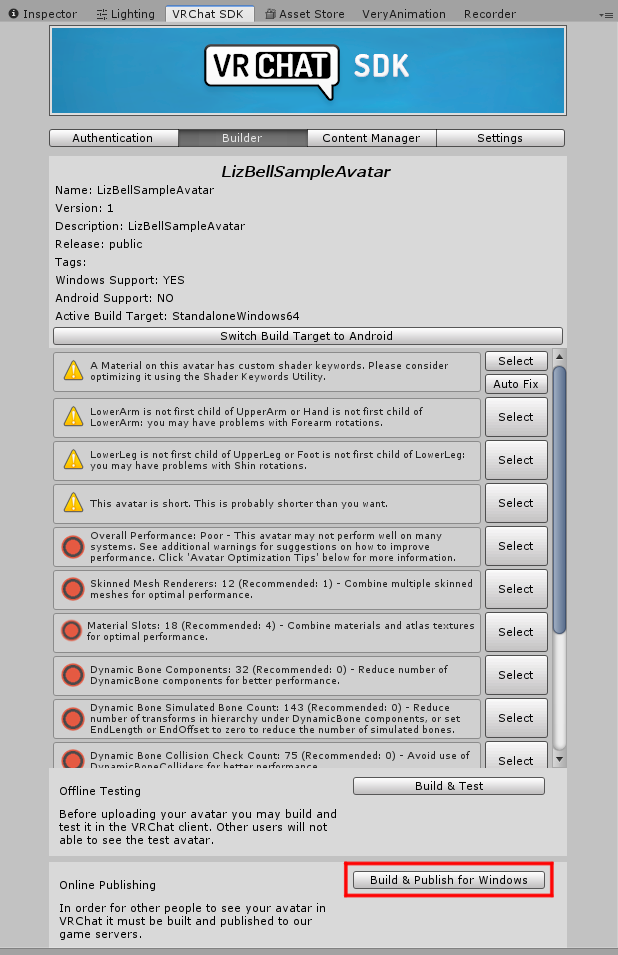 Inspector Lighting VRChat SDK Asset Store VeryAnimation Recorder
VRCHAT SDK
Authentication Builder Content Manager Settings
LizBellSampleAvatar
Name: LizBellSampleAvatar
Version: 1
Description: LizBellSampleAvatar
Release: public
Tags:
Windows Support: YES
Android Support: NO
Active Build Target: StandaloneWindows64
Switch Build Target to Android
A Material on this avatar has custom shader keywords. Please consider
optimizing it using the Shader Keywords Utility.
Select
Auto Fix
LowerArm is not first child of UpperArm or Hand is not first child of
LowerArm: you may have problems with Forearm rotations.
Select
LowerLeg is not first child of UpperLeg or Foot is not first child of LowerLeg:
you may have problems with Shin rotations.
Select
This avatar is short. This is probably shorter than you want.
Select
Overall Performance: Poor - This avatar may not perform well on many
systems. See additional warnings for suggestions on how to improve
performance. Click 'Avatar Optimization Tips' below for more information.
Select
Skinned Mesh Renderers: 12 (Recommended: 1) - Combine multiple skinned
meshes for optimal performance.
Select
Material Slots: 18 (Recommended: 4) - Combine materials and atlas textures
for optimal performance.
Select
Dynamic Bone Components: 32 (Recommended: 0) - Reduce number of
DynamicBone components for better performance.
Select
Dynamic Bone Simulated Bone Count: 143 (Recommended: 0) - Reduce
number of transforms in hierarchy under DynamicBone components, or set
EndLength or EndOffset to zero to reduce the number of simulated bones.
Select
Dynamic Bone Collision Check Count: 75 (Recommended: 0) - Avoid use of
DynamicBoneColliders for better performance.
Select
Offline Testing
Build & Test
Before uploading your avatar you may build and
test it in the VRChat client. Other users will not
able to see the test avatar.
Online Publishing
Build & Publish for Windows
In order for other people to see your avatar in
VRChat it must be built and published to our
game servers.